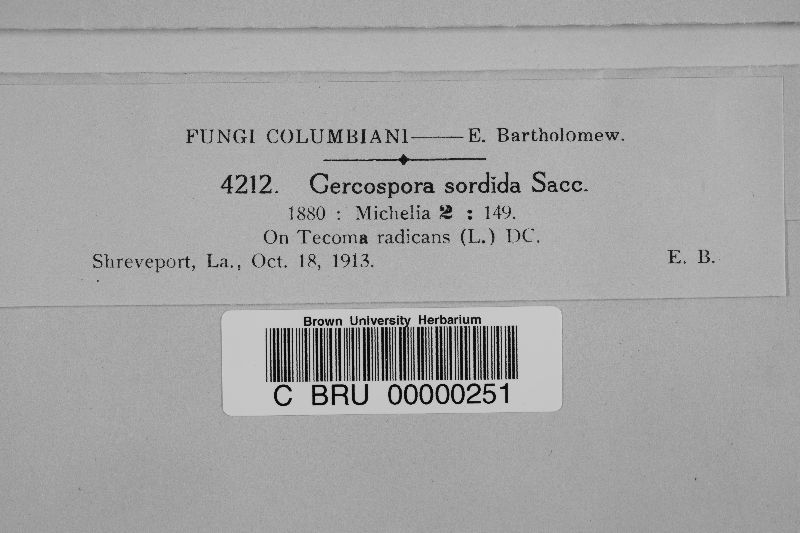 FUNGI COLUMBIANI——E. Bartholomew.
4212. Cercospora sordida Sacc.
1880 : Michelia 2 : 149.
On Tecoma radicans (L.) DC.
Shreveport, La., Oct. 18, 1913. E. B.
Brown University Herbarium
C BRU 00000251